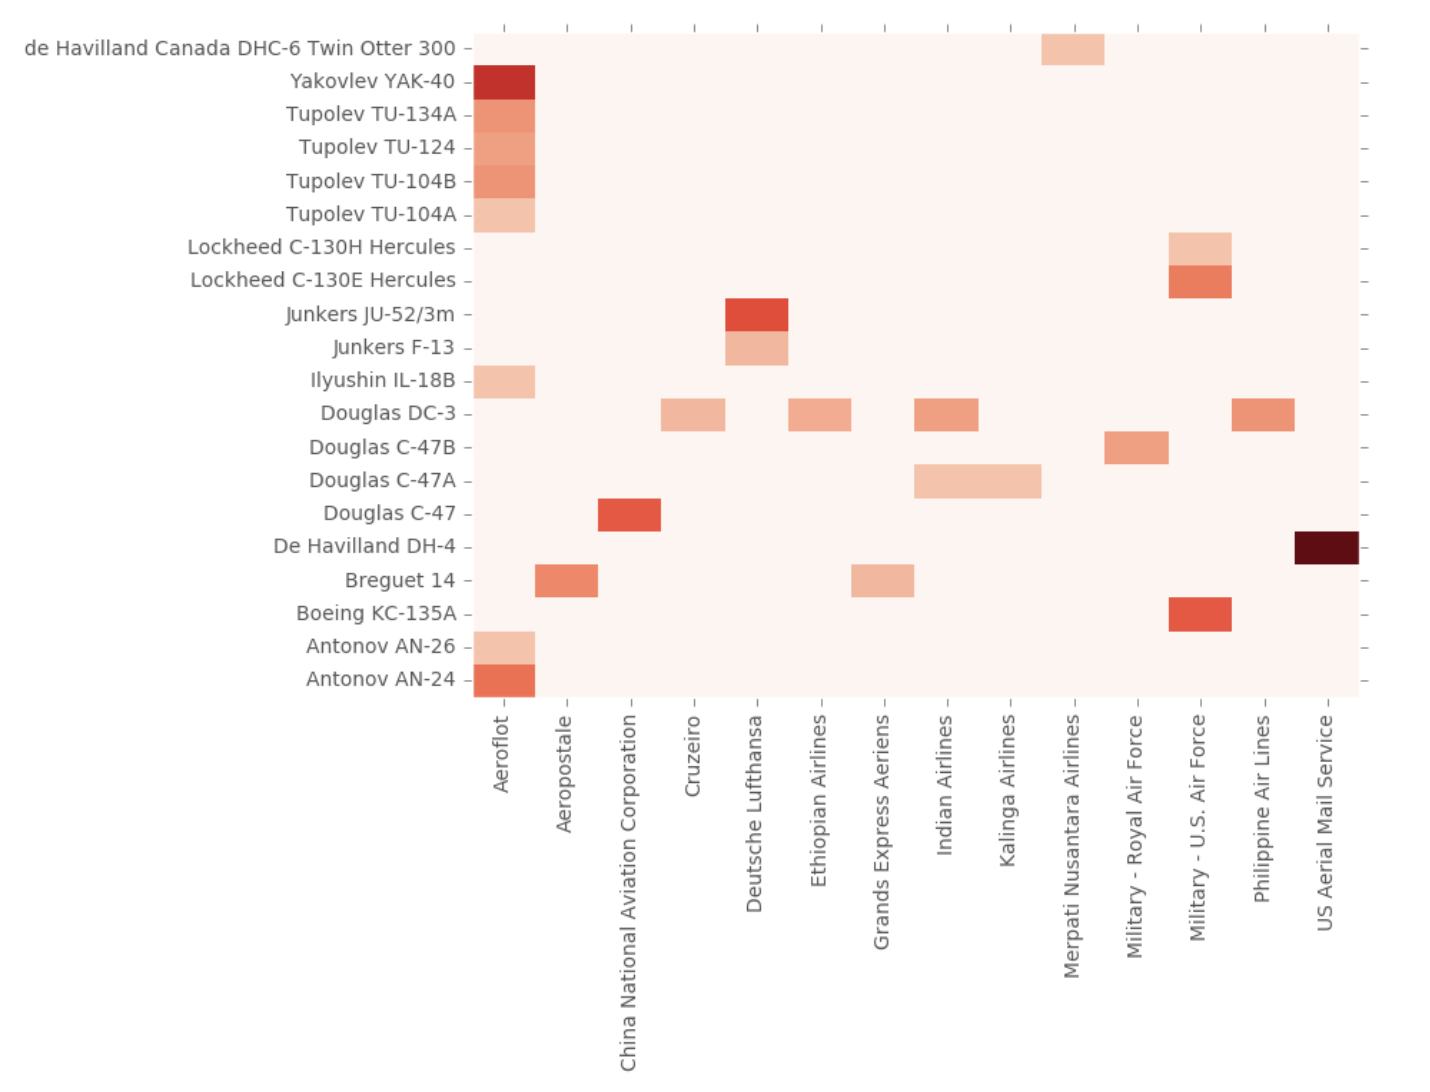 de Havilland Canada DHC-6 Twin Otter 300
Yakovlev YAK-40
Tupolev TU-134A
Tupolev TU-124
Tupolev TU-104B
Tupolev TU-104A
Lockheed C-130H Hercules
Lockheed C-130E Hercules
Junkers JU-52/3m
Junkers F-13
Ilyushin IL-18B
Douglas DC-3
Douglas C-47B
Douglas C-47A
Douglas C-47
De Havilland DH-4
Breguet 14
Boeing KC-135A
Antonov AN-26
Antonov AN-24
Aeroflot
Aeropostale
China National Aviation Corporation
Cruzeiro
Deutsche Lufthansa
Ethiopian Airlines
Grands Express Aeriens
Indian Airlines
Kalinga Airlines
Merpati Nusantara Airlines
Military - Royal Air Force
Military - U.S. Air Force
Philippine Air Lines
US Aerial Mail Service